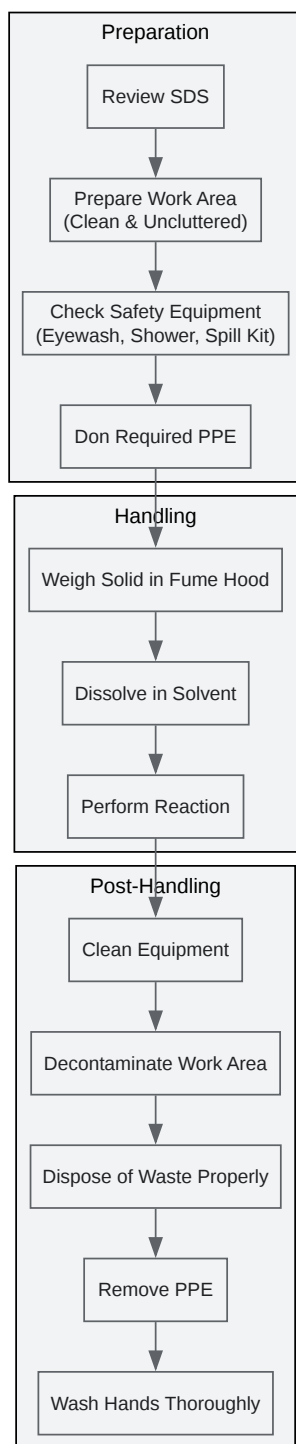 Preparation
Review SDS
Prepare Work Area
(Clean & Uncluttered)
Check Safety Equipment
(Eyewash, Shower, Spill Kit)
Don Required PPE
Handling
Weigh Solid in Fume Hood
Dissolve in Solvent
Perform Reaction
Post-Handling
Clean Equipment
Decontaminate Work Area
Dispose of Waste Properly
Remove PPE
Wash Hands Thoroughly